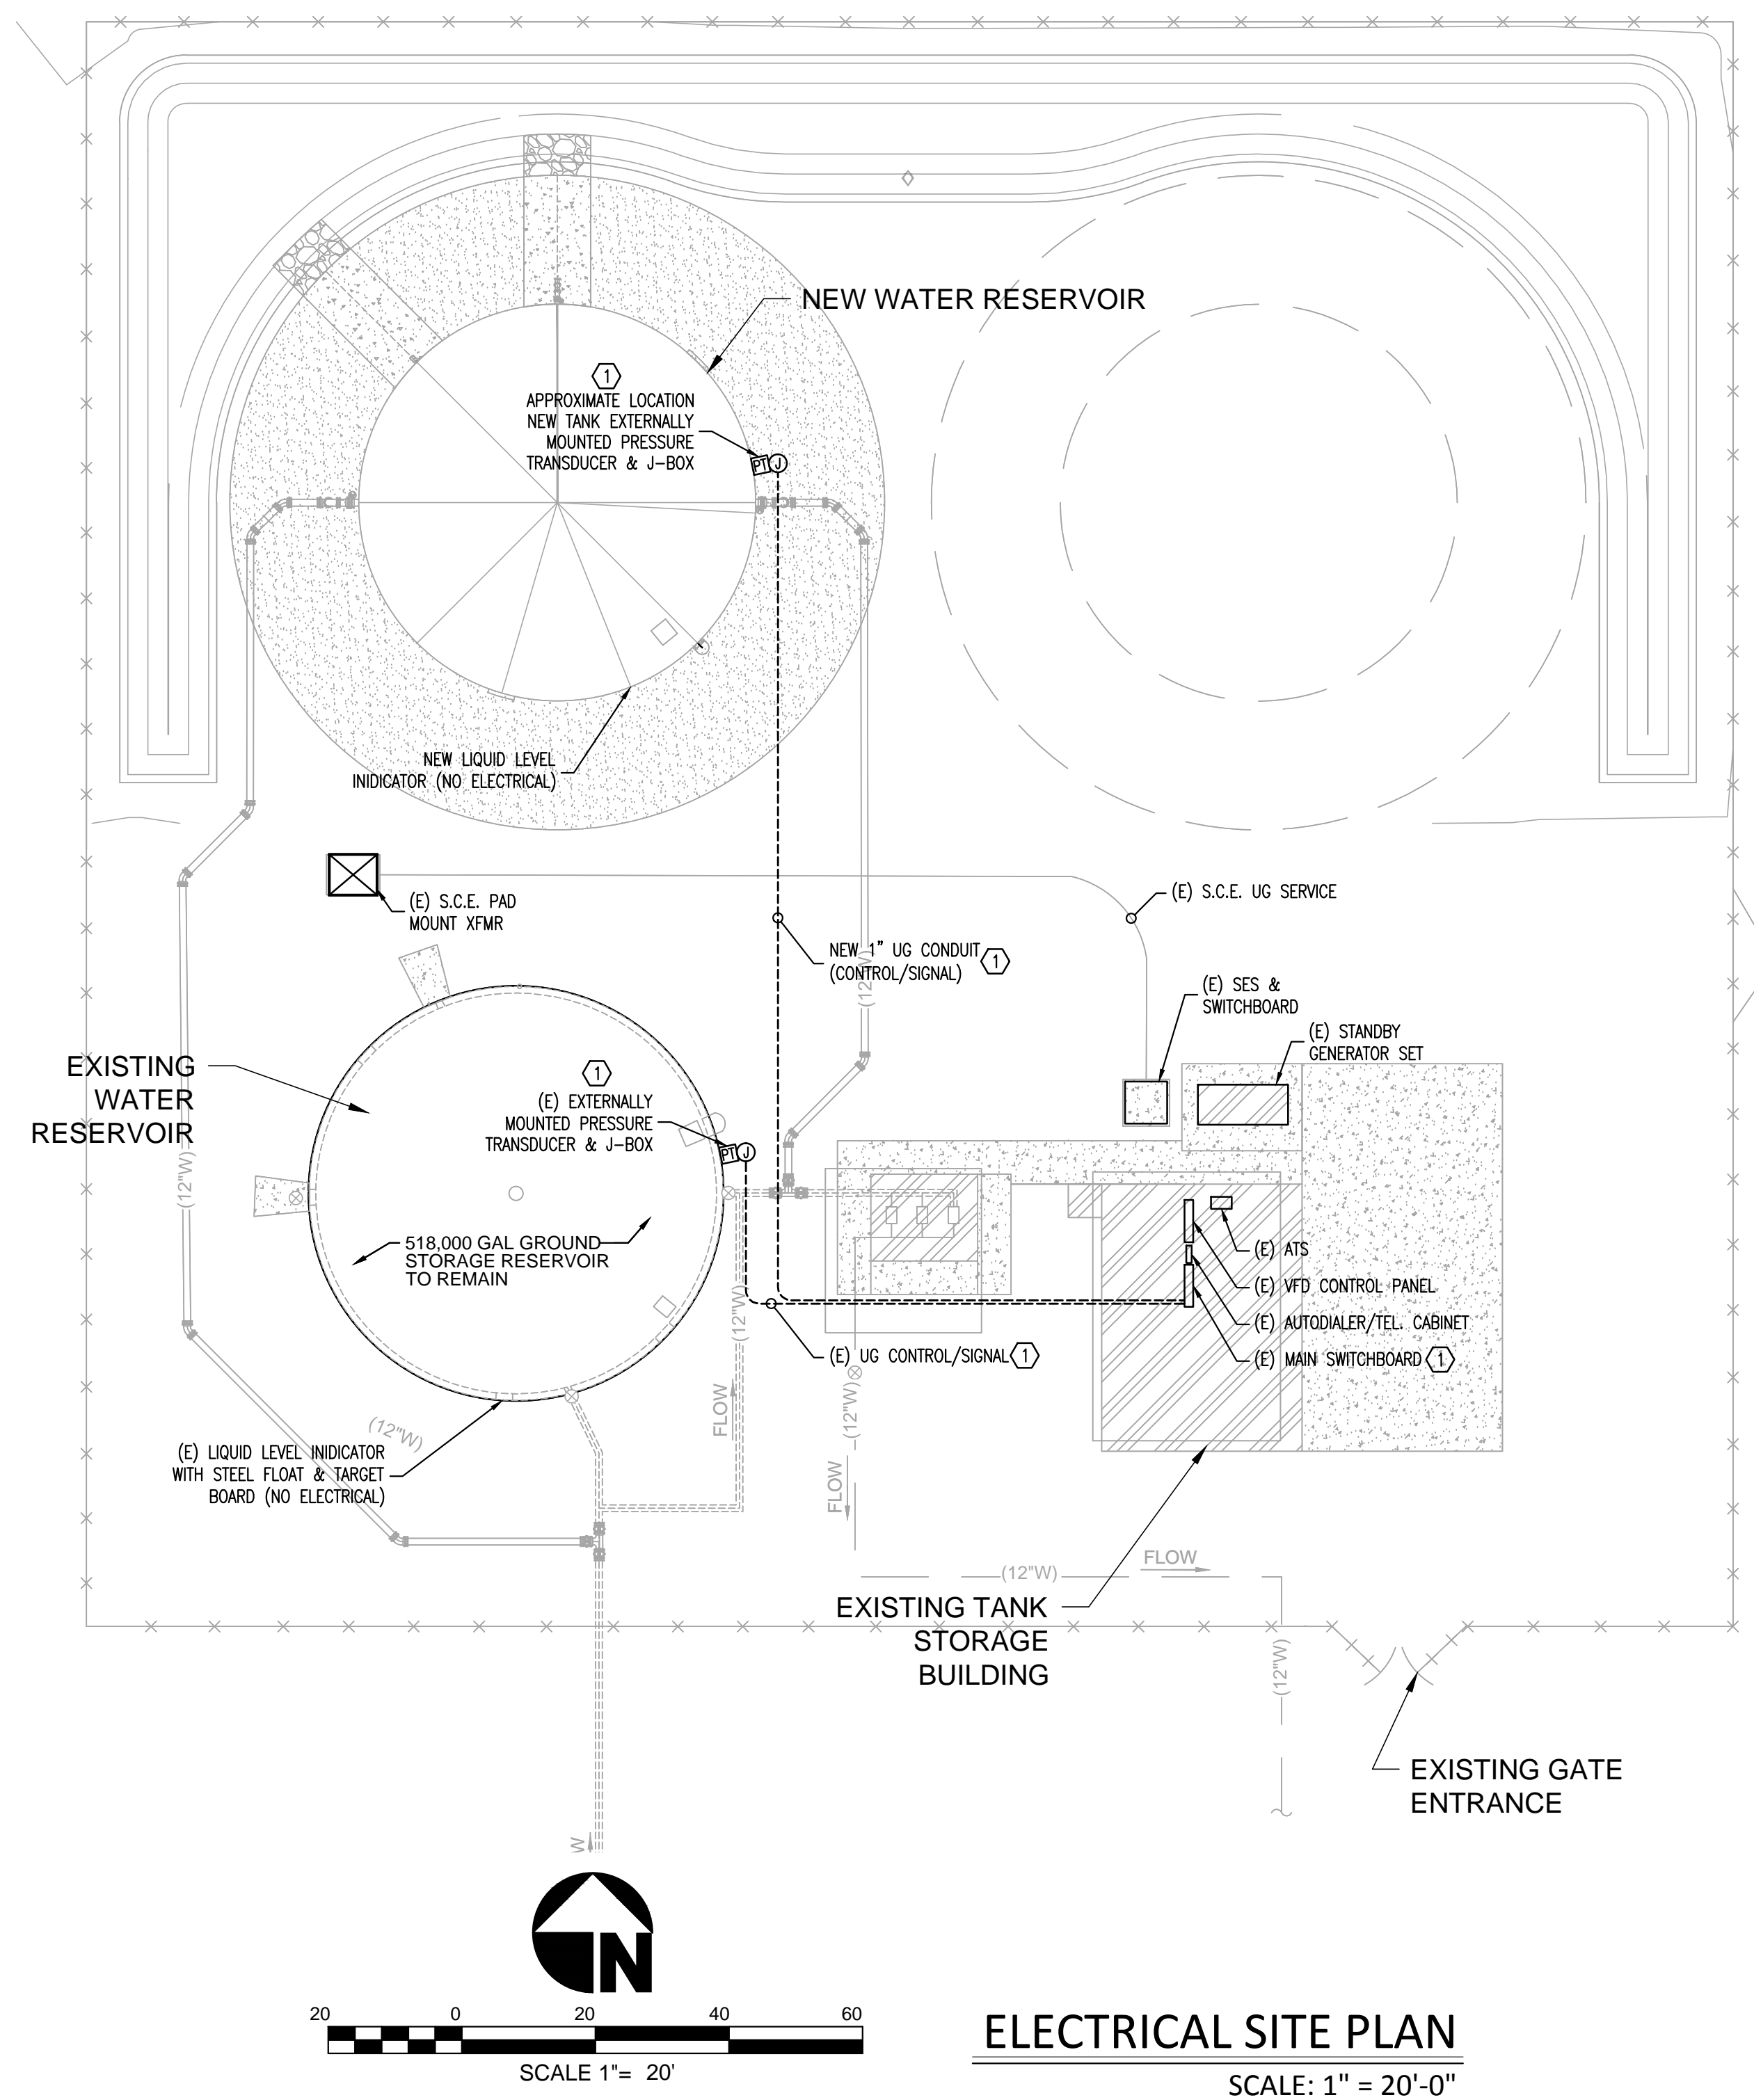 NEW WATER RESERVOIR
1
APPROXIMATE LOCATION
NEW TANK EXTERNALLY
MOUNTED PRESSURE
TRANSDUCER & J-BOX
PT J
NEW LIQUID LEVEL
INIDICATOR (NO ELECTRICAL)
(E) S.C.E. PAD
MOUNT XFMR
(E) S.C.E. UG SERVICE
NEW 1" UG CONDUIT
(CONTROL/SIGNAL)
1
(12"W)
(E) SES &
SWITCHBOARD
(E) STANDBY
GENERATOR SET
EXISTING
WATER
RESERVOIR
1
(E) EXTERNALLY
MOUNTED PRESSURE
TRANSDUCER & J-BOX
PT J
(12"W)
518,000 GAL GROUND
STORAGE RESERVOIR
TO REMAIN
(E) ATS
(E) VFD CONTROL PANEL
(E) AUTODIALER/TEL. CABINET
(E) MAIN SWITCHBOARD 1
(12"W)
(E) UG CONTROL/SIGNAL 1
FLOW
(12"W)
(12"W)
(E) LIQUID LEVEL INIDICATOR
WITH STEEL FLOAT & TARGET
BOARD (NO ELECTRICAL)
FLOW
FLOW
(12"W)
EXISTING TANK
STORAGE
BUILDING
(12"W)
EXISTING GATE
ENTRANCE
W
N
20 0 20 40 60
SCALE 1"= 20'
ELECTRICAL SITE PLAN
SCALE: 1" = 20'-0"